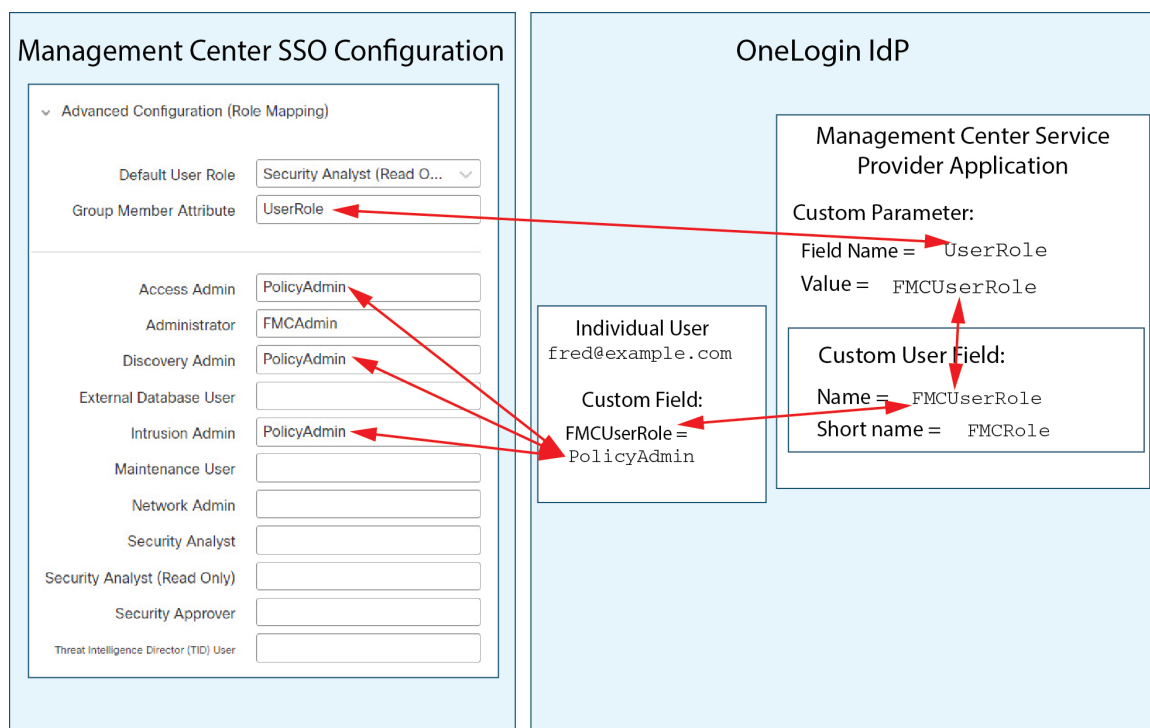 Management Center SSO Configuration
Advanced Configuration (Role Mapping)
Default User Role Security Analyst (Read O...
Group Member Attribute UserRole
Access Admin PolicyAdmin
Administrator FMCAdmin
Discovery Admin PolicyAdmin
External Database User
Intrusion Admin PolicyAdmin
Maintenance User
Network Admin
Security Analyst
Security Analyst (Read Only)
Security Approver
Threat Intelligence Director (TID) User
OneLogin IdP
Individual User
fred@example.com
Custom Field:
FMCUserRole =
PolicyAdmin
Management Center Service
Provider Application
Custom Parameter:
Field Name = UserRole
Value = FMCUserRole
Custom User Field:
Name = FMCUserRole
Short name = FMCRole